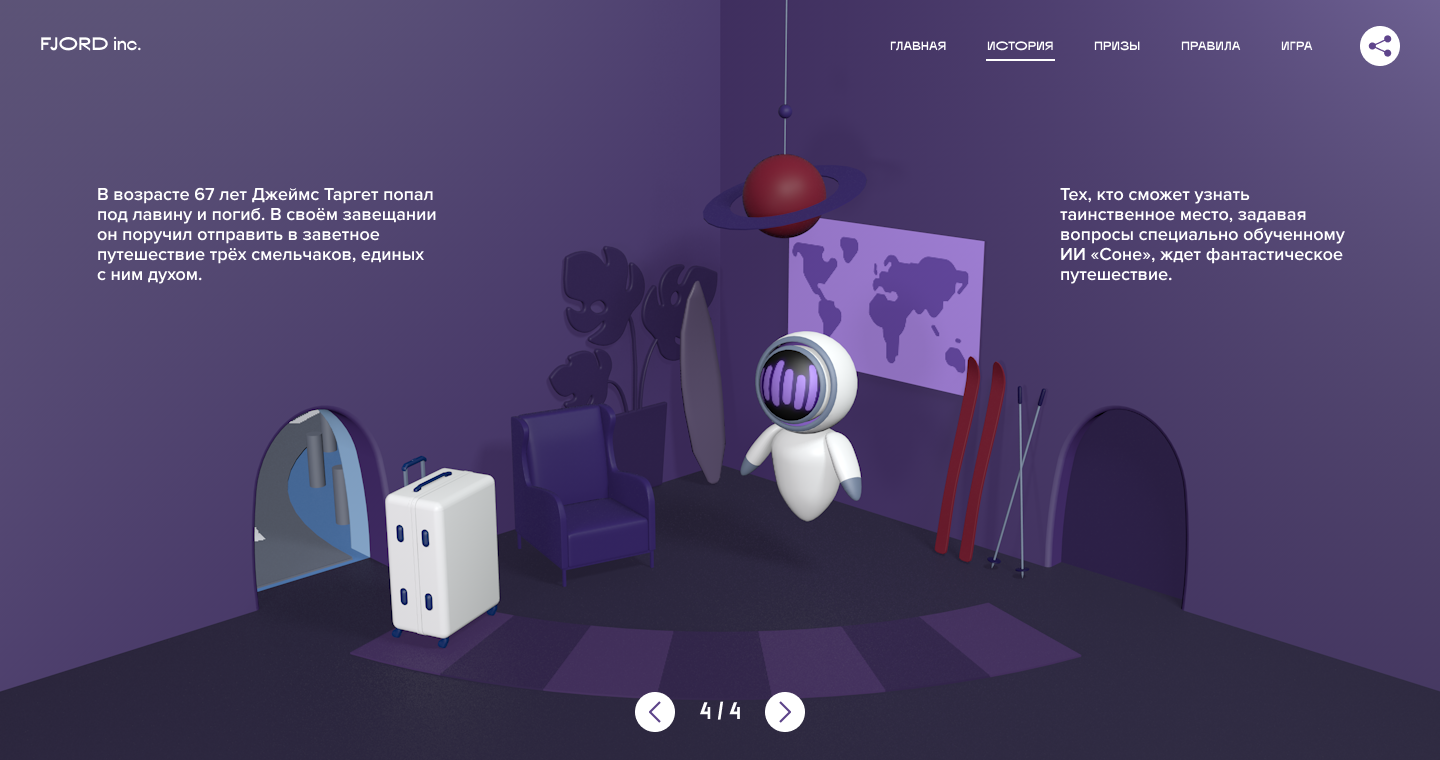 FJORD inc.
ГЛАВНАЯ
ИСТОРИЯ
ПРИЗЫ
ПРАВИЛА
ИГРА
В возрасте 67 лет Джеймс Таргет попал
под лавину и погиб. В своём завещании
он поручил отправить в заветное
путешествие трёх смельчаков, единых
с ним духом.
Тех, кто сможет узнать
таинственное место, задавая
вопросы специально обученному
ИИ «Соне», ждет фантастическое
путешествие.
4 / 4